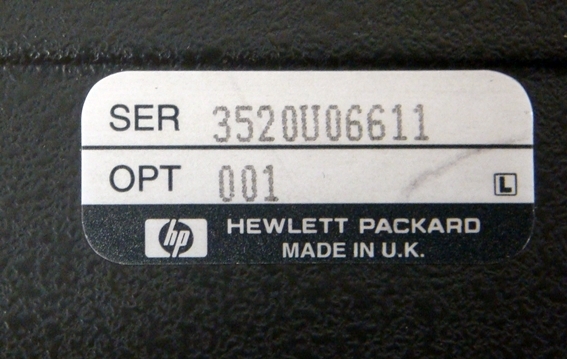 SER 3520U06611
OPT 001 L
hp HEWLETT PACKARD
MADE IN U.K.